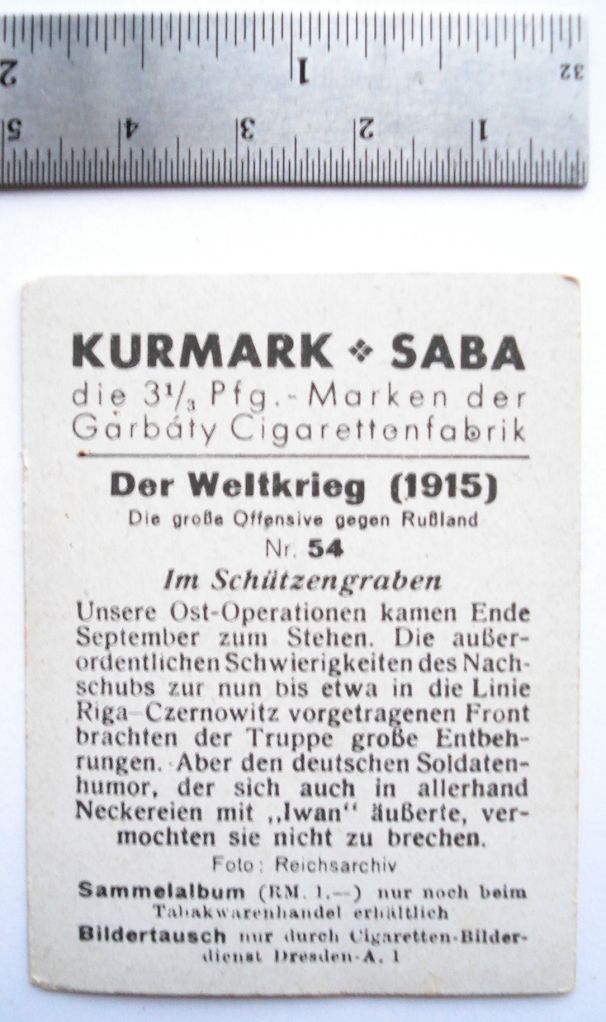 2 1 32
5 4 3 2 1
KURMARK ❖ SABA
die 3⅓ Pfg.-Marken der
Garbáty Cigarettenfabrik
Der Weltkrieg (1915)
Die große Offensive gegen Rußland
Nr. 54
Im Schützengraben
Unsere Ost-Operationen kamen Ende
September zum Stehen. Die außer-
ordentlichen Schwierigkeiten des Nach-
schubs zur nun bis etwa in die Linie
Riga–Czernowitz vorgetragenen Front
brachten der Truppe große Entbeh-
rungen. Aber den deutschen Soldaten-
humor, der sich auch in allerhand
Neckereien mit „Iwan“ äußerte, ver-
mochten sie nicht zu brechen.
Foto: Reichsarchiv
Sammelalbum (RM. 1.—) nur noch beim
Tabakwarenhandel erhältlich
Bildertausch nur durch Cigaretten-Bilder-
dienst Dresden-A. 1